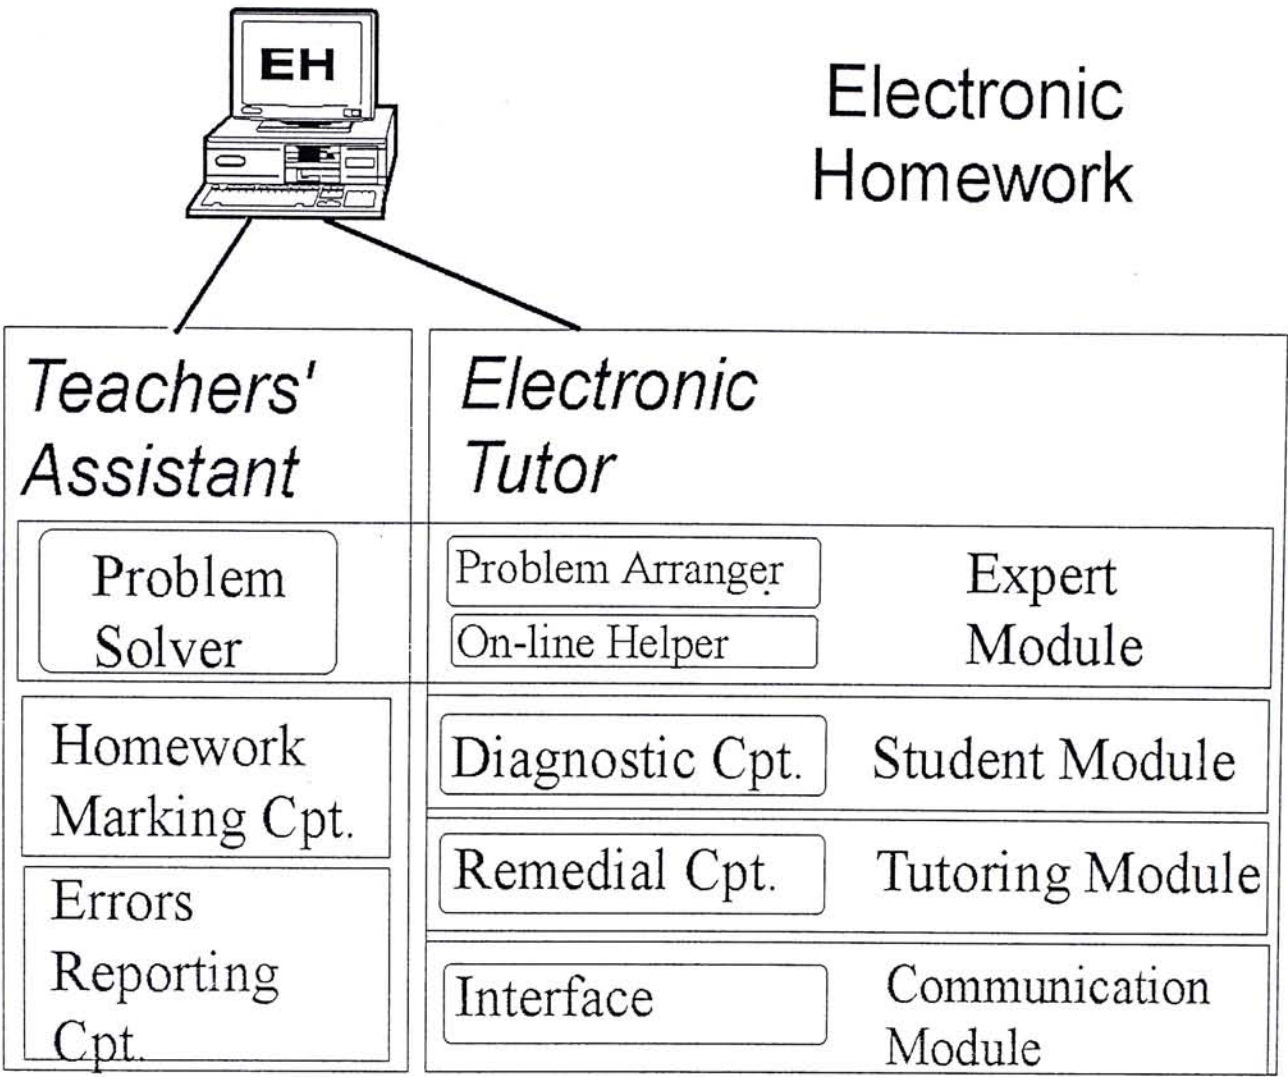 EH
Electronic
Homework
Teachers'
Assistant
Electronic
Tutor
Problem
Solver
Problem Arranger
On-line Helper
Expert
Module
Homework
Marking Cpt.
Errors
Reporting
Cpt.
Diagnostic Cpt.
Student Module
Remedial Cpt.
Tutoring Module
Interface
Communication
Module